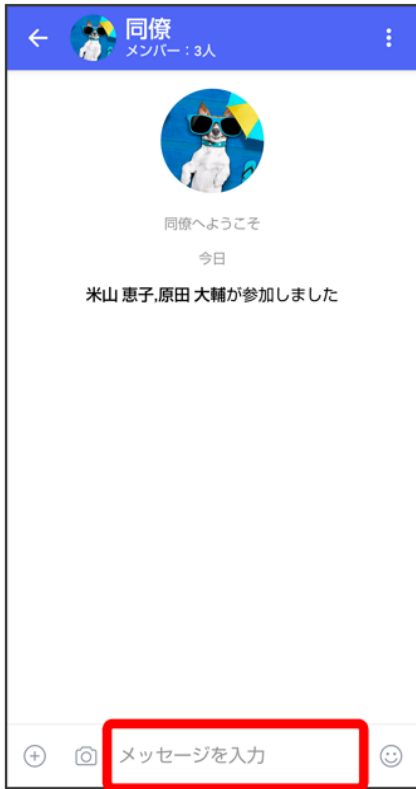 同僚
メンバー：3人
同僚へようこそ
今日
米山 恵子,原田 大輔が参加しました
メッセージを入力